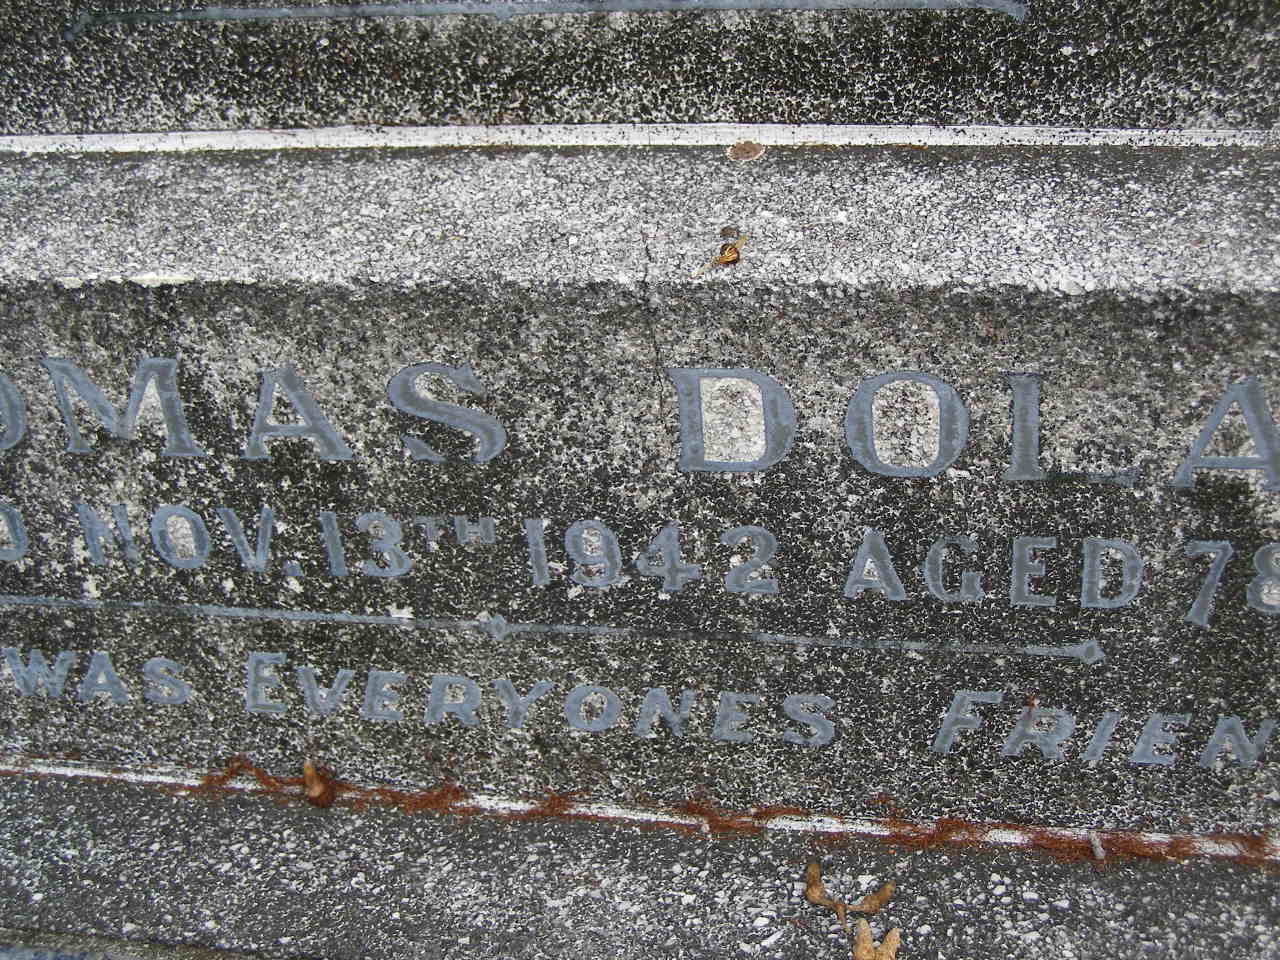 OMAS DOLA
D NOV. 13TH 1942 AGED 78
WAS EVERYONES FRIEN